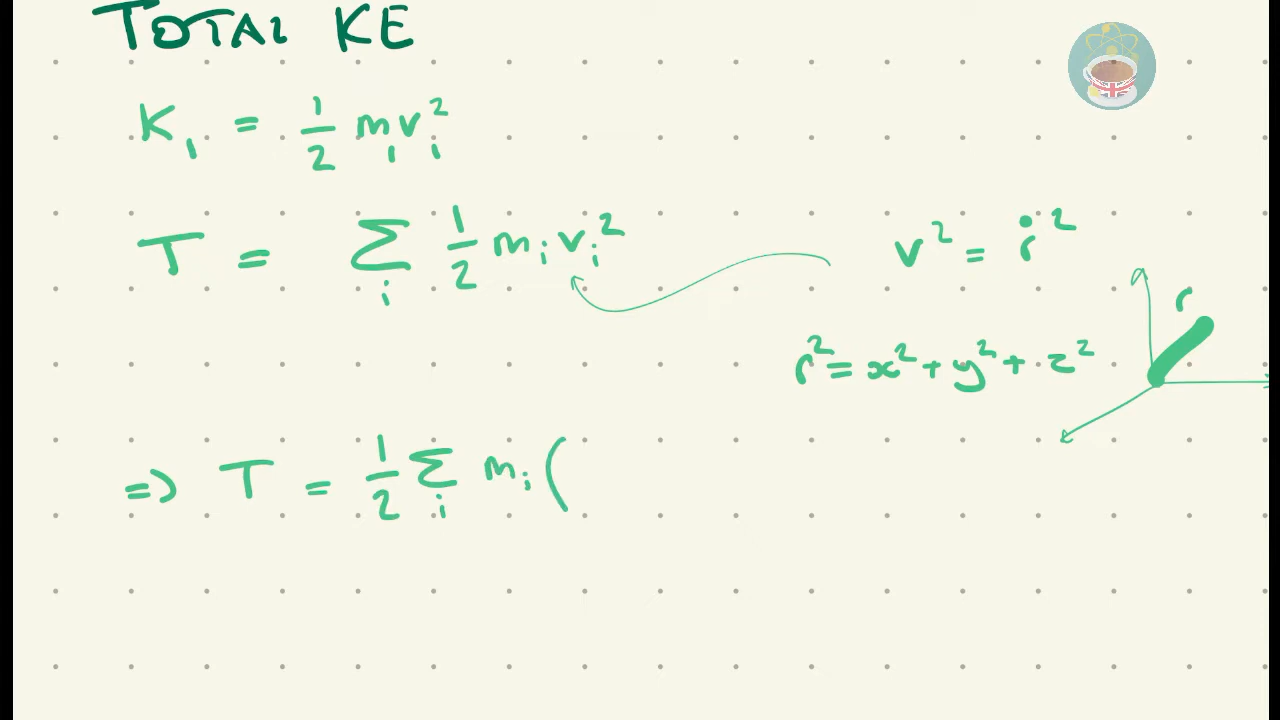 TOTAL KE
K₁ = 1/2 m₁v₁²
T = Σᵢ 1/2 mᵢvᵢ²
v² = ṙ²
r
r² = x² + y² + z²
=> T = 1/2 Σᵢ mᵢ (